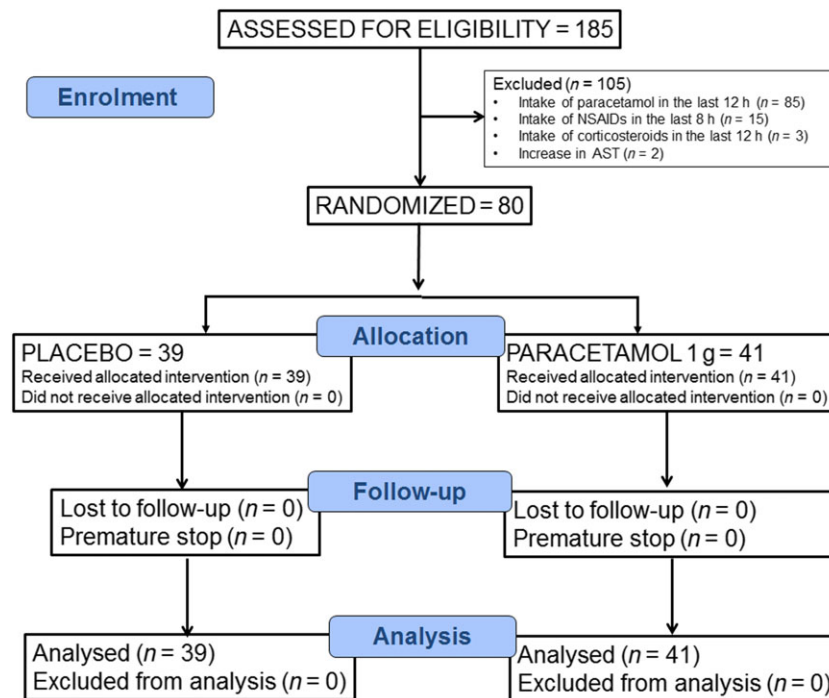 ASSESSED FOR ELIGIBILITY = 185
Enrolment
Excluded (n = 105)
• Intake of paracetamol in the last 12 h (n = 85)
• Intake of NSAIDs in the last 8 h (n = 15)
• Intake of corticosteroids in the last 12 h (n = 3)
• Increase in AST (n = 2)
RANDOMIZED = 80
Allocation
PLACEBO = 39
Received allocated intervention (n = 39)
Did not receive allocated intervention (n = 0)
PARACETAMOL 1 g = 41
Received allocated intervention (n = 41)
Did not receive allocated intervention (n = 0)
Follow-up
Lost to follow-up (n = 0)
Premature stop (n = 0)
Lost to follow-up (n = 0)
Premature stop (n = 0)
Analysis
Analysed (n = 39)
Excluded from analysis (n = 0)
Analysed (n = 41)
Excluded from analysis (n = 0)